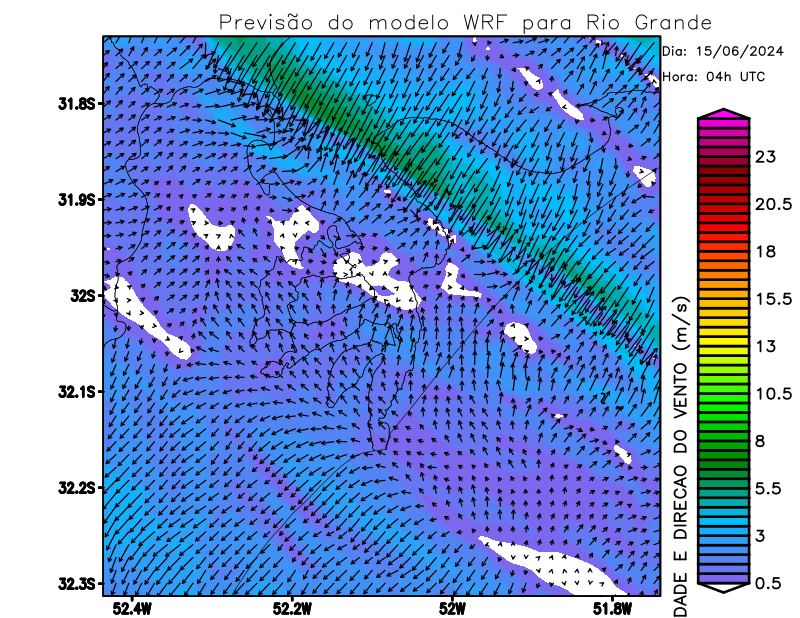 Previsão do modelo WRF para Rio Grande
Dia: 15/06/2024
Hora: 04h UTC
31.8S
31.9S
32S
32.1S
32.2S
32.3S
52.4W
52.2W
52W
51.8W
23
20.5
18
15.5
13
10.5
8
5.5
3
0.5
DADE E DIRECAO DO VENTO (m/s)